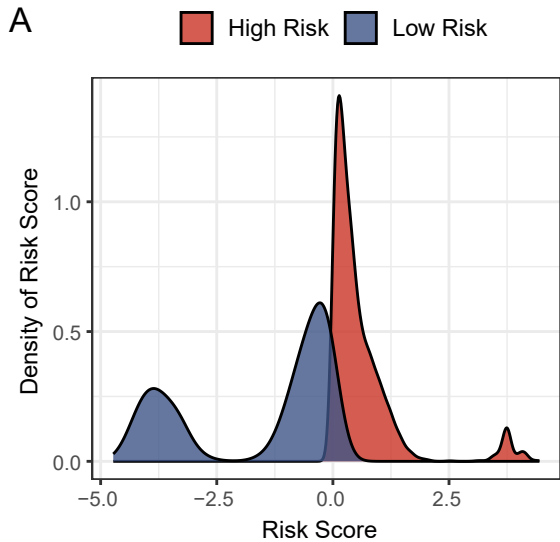 A
High Risk Low Risk
Density of Risk Score
1.0
0.5
0.0
−5.0 −2.5 0.0 2.5
Risk Score